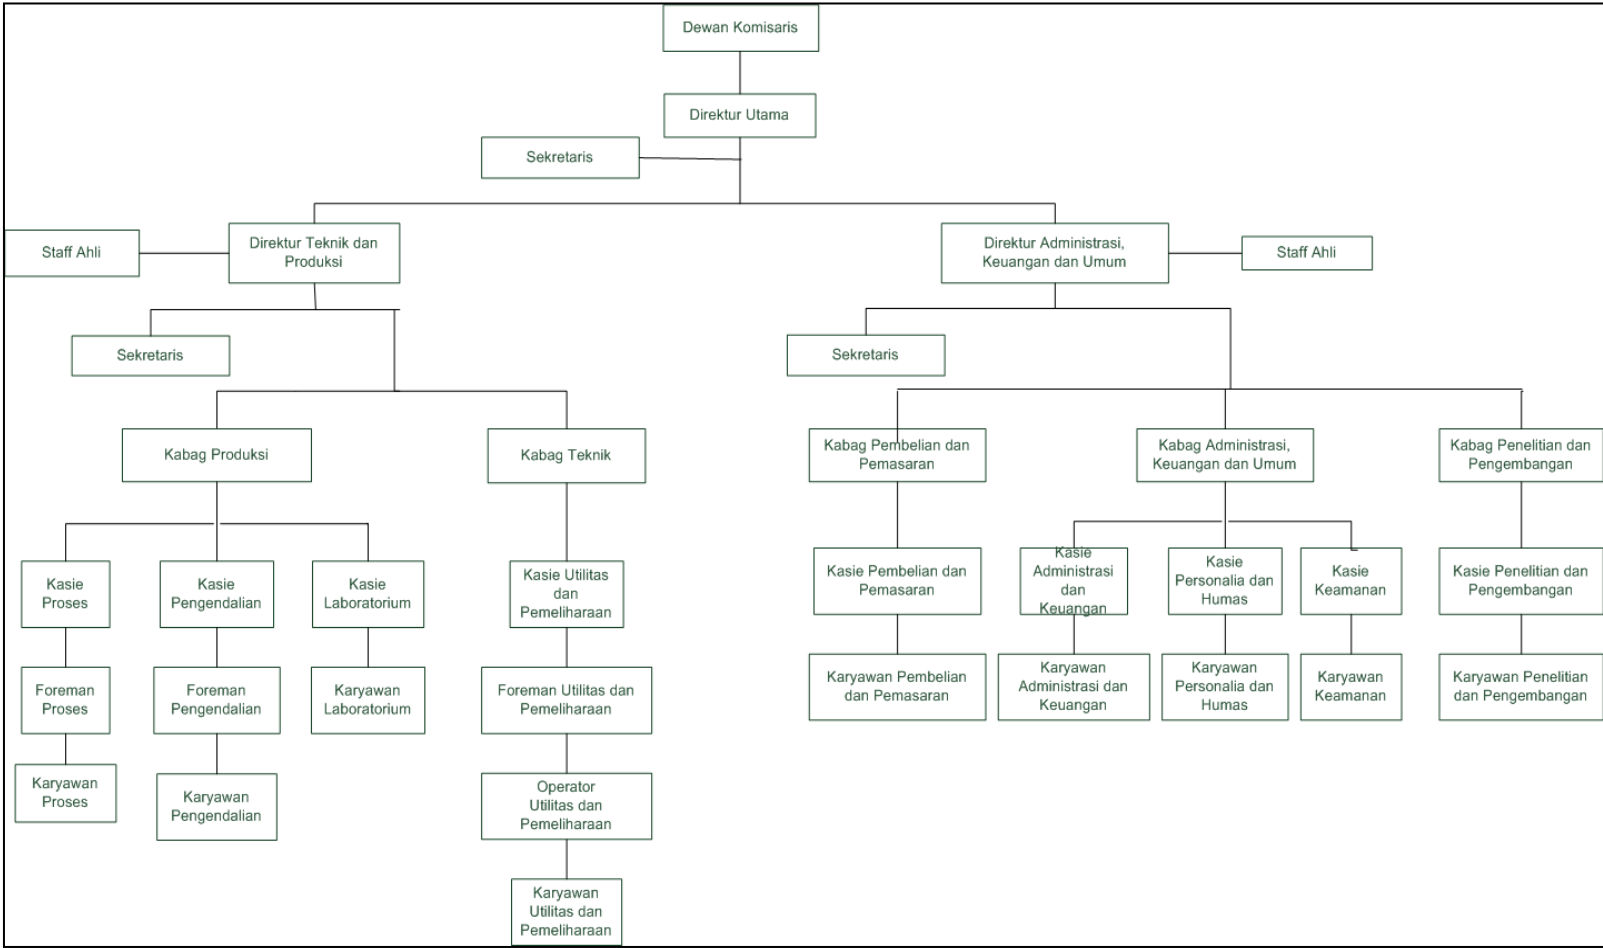 Dewan Komisaris
Direktur Utama
Sekretaris
Staff Ahli
Direktur Teknik dan
Produksi
Direktur Administrasi,
Keuangan dan Umum
Staff Ahli
Sekretaris
Sekretaris
Kabag Produksi
Kabag Teknik
Kabag Pembelian dan
Pemasaran
Kabag Administrasi,
Keuangan dan Umum
Kabag Penelitian dan
Pengembangan
Kasie
Proses
Kasie
Pengendalian
Kasie
Laboratorium
Kasie Utilitas
dan
Pemeliharaan
Kasie Pembelian dan
Pemasaran
Kasie
Administrasi
dan
Keuangan
Kasie
Personalia dan
Humas
Kasie
Keamanan
Kasie Penelitian dan
Pengembangan
Foreman
Proses
Foreman
Pengendalian
Karyawan
Laboratorium
Foreman Utilitas dan
Pemeliharaan
Karyawan Pembelian
dan Pemasaran
Karyawan
Administrasi dan
Keuangan
Karyawan
Personalia dan
Humas
Karyawan
Keamanan
Karyawan Penelitian
dan Pengembangan
Karyawan
Proses
Karyawan
Pengendalian
Operator
Utilitas dan
Pemeliharaan
Karyawan
Utilitas dan
Pemeliharaan